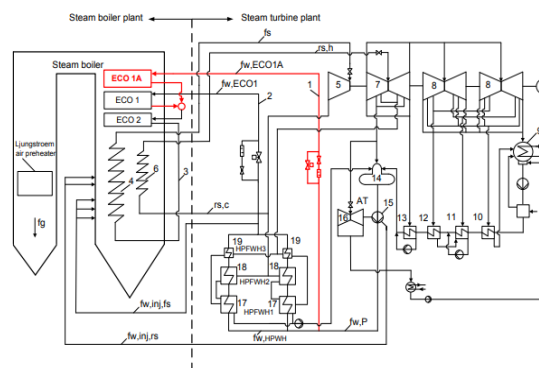 Steam boiler plant
Steam turbine plant
fs
rs,h
Steam boiler
fw,ECO1A
ECO 1A
fw,ECO1
1
5
7
8
8
ECO 1
2
ECO 2
Ljungstroem
air preheater
4
6
3
14
rs,c
AT
16
15
13
12
11
10
fg
19
19
HPFWH3
18
18
HPFWH2
17
HPFWH1
17
fw,inj,fs
fw,P
fw,HPWH
fw,inj,rs